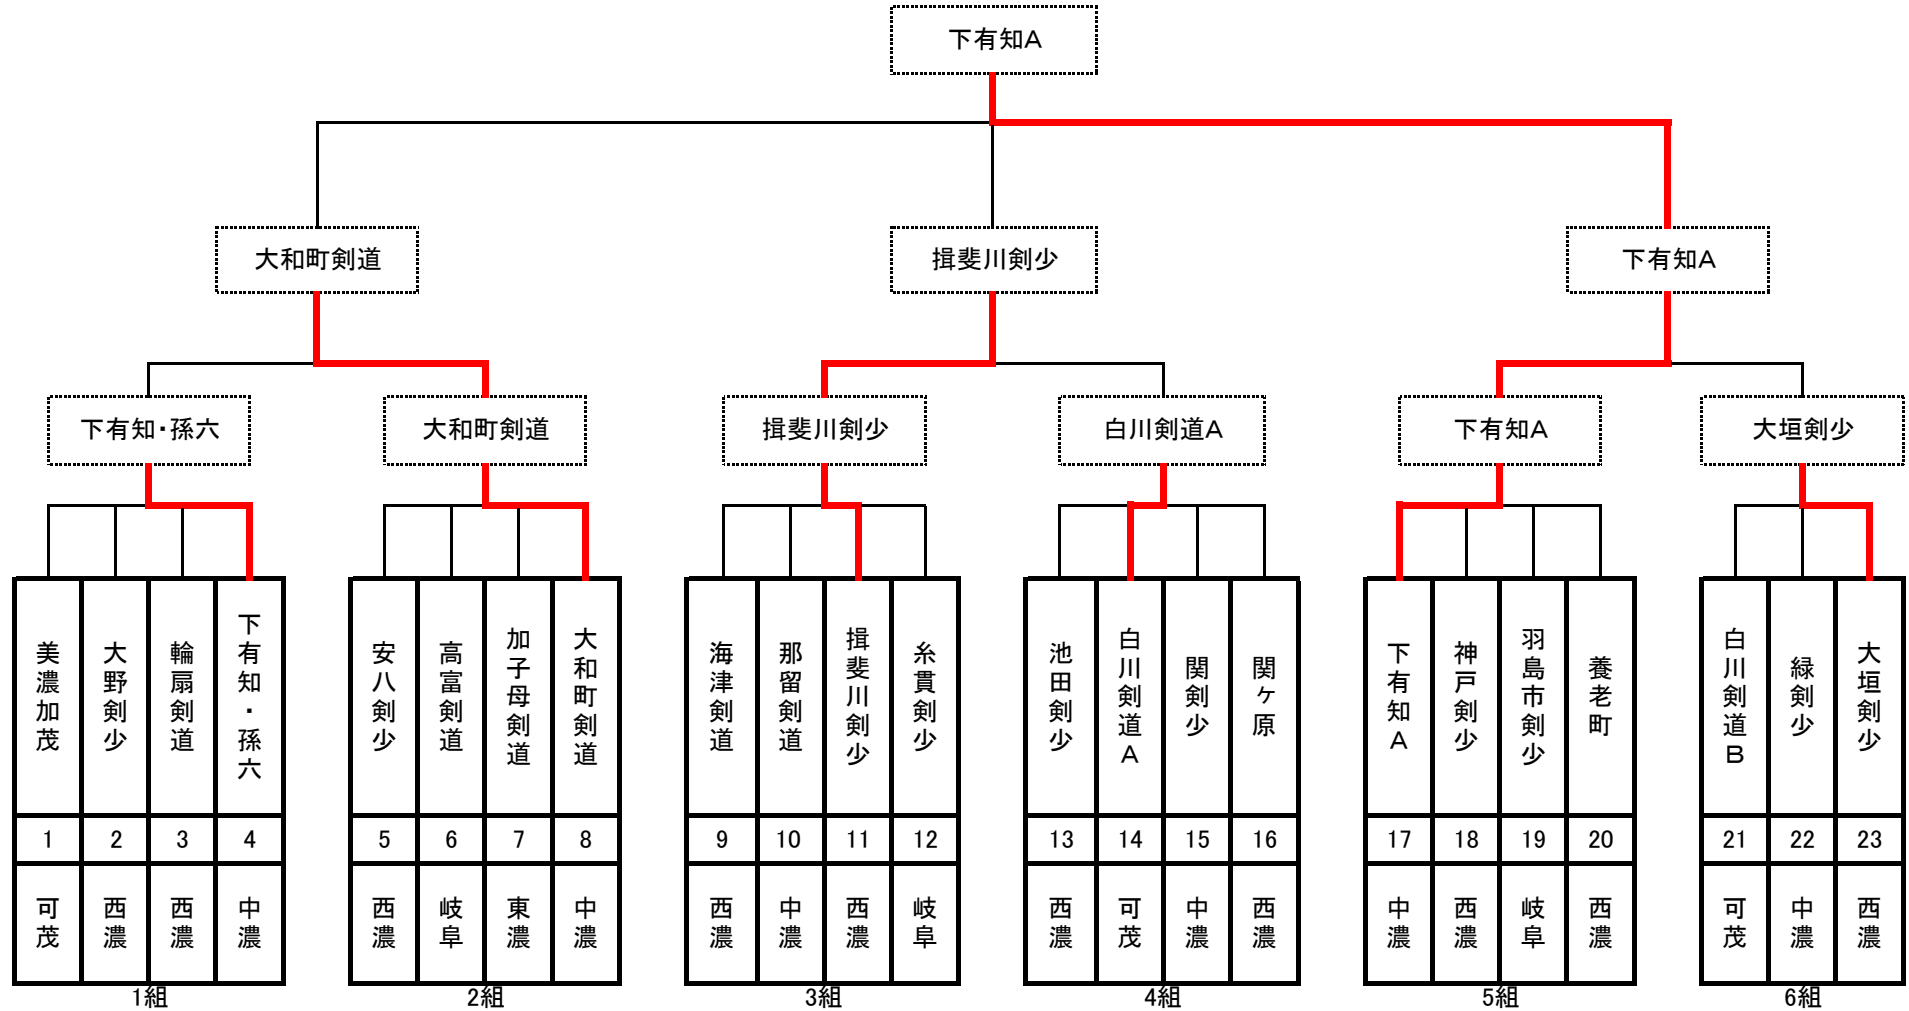 下有知A
大和町剣道
揖斐川剣少
下有知A
下有知・孫六
大和町剣道
揖斐川剣少
白川剣道A
下有知A
大垣剣少
美濃加茂
大野剣少
輪扇剣道
下有知・孫六
安八剣少
高富剣道
加子母剣道
大和町剣道
海津剣道
那留剣道
揖斐川剣少
糸貫剣少
池田剣少
白川剣道A
関剣少
関ヶ原
下有知A
神戸剣少
羽島市剣少
養老町
白川剣道B
緑剣少
大垣剣少
1 2 3 4 5 6 7 8 9 10 11 12 13 14 15 16 17 18 19 20 21 22 23
可茂
西濃
西濃
中濃
西濃
岐阜
東濃
中濃
西濃
中濃
西濃
岐阜
西濃
可茂
中濃
西濃
中濃
西濃
岐阜
西濃
可茂
中濃
西濃
1組 2組 3組 4組 5組 6組